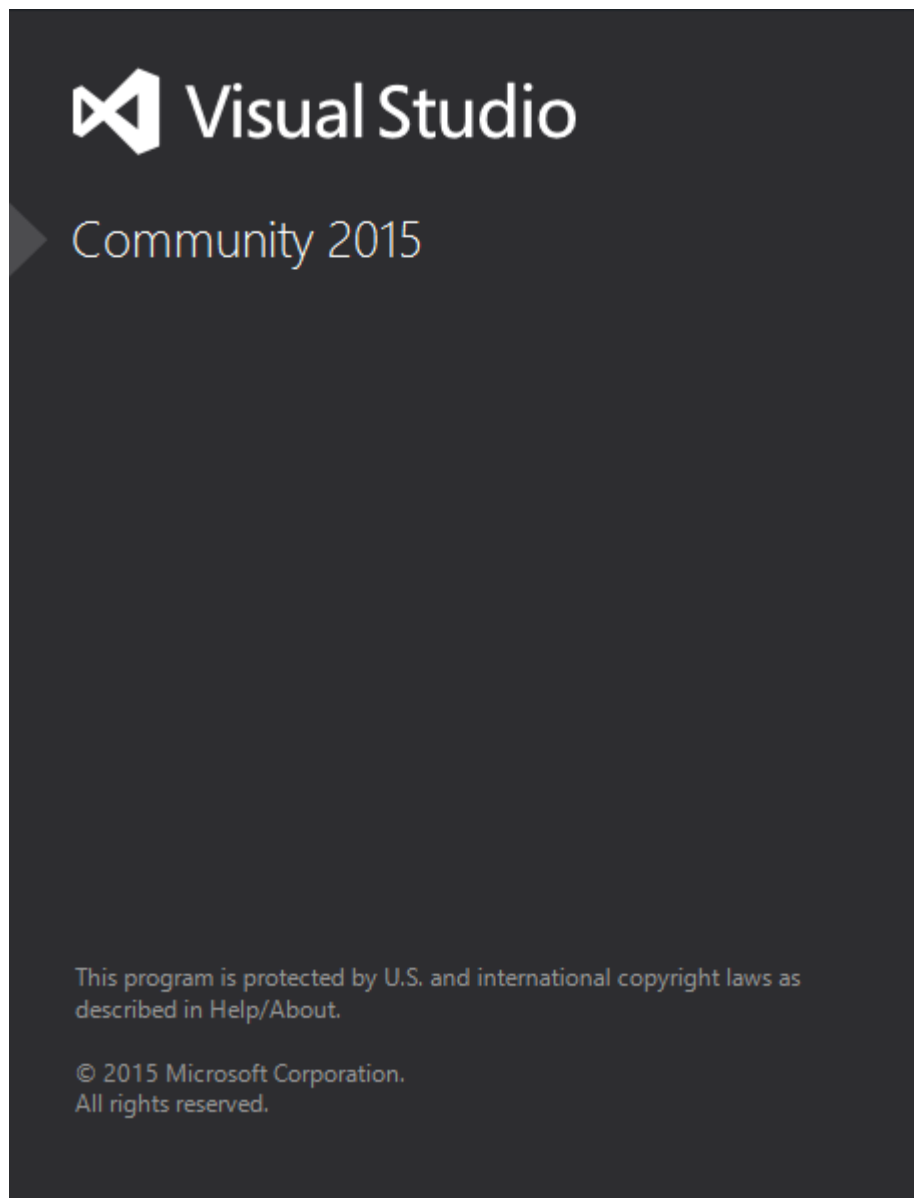 Visual Studio
Community 2015
This program is protected by U.S. and international copyright laws as
described in Help/About.
© 2015 Microsoft Corporation.
All rights reserved.